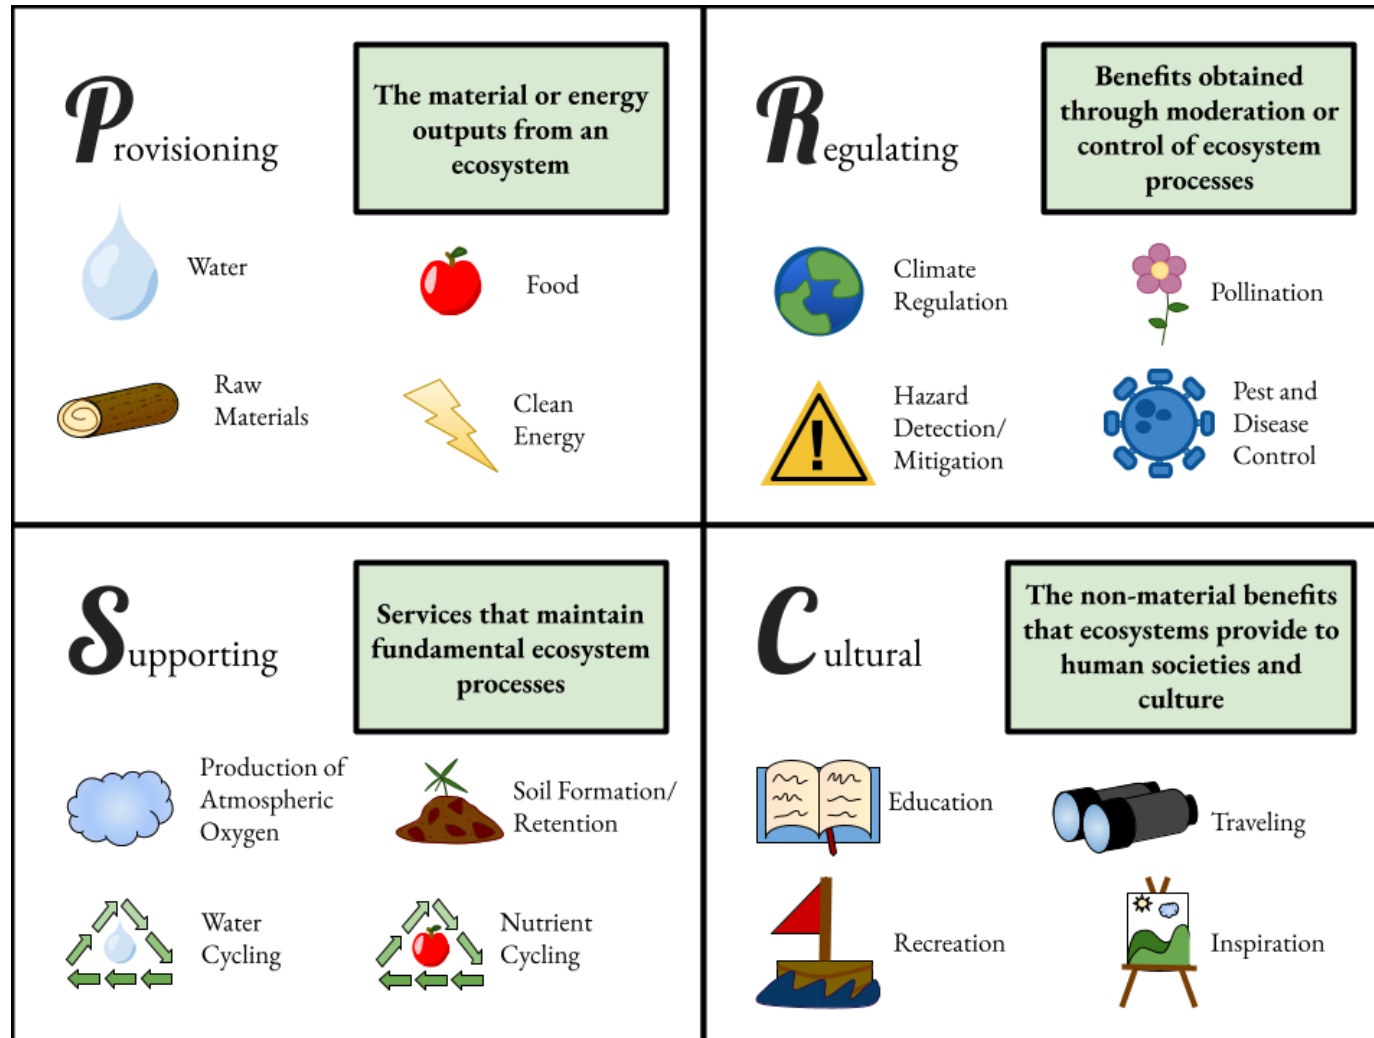 Provisioning
The material or energy
outputs from an
ecosystem
Water
Food
Raw
Materials
Clean
Energy
Regulating
Benefits obtained
through moderation or
control of ecosystem
processes
Climate
Regulation
Pollination
Hazard
Detection/
Mitigation
Pest and
Disease
Control
Supporting
Services that maintain
fundamental ecosystem
processes
Production of
Atmospheric
Oxygen
Soil Formation/
Retention
Water
Cycling
Nutrient
Cycling
Cultural
The non-material benefits
that ecosystems provide to
human societies and
culture
Education
Traveling
Recreation
Inspiration